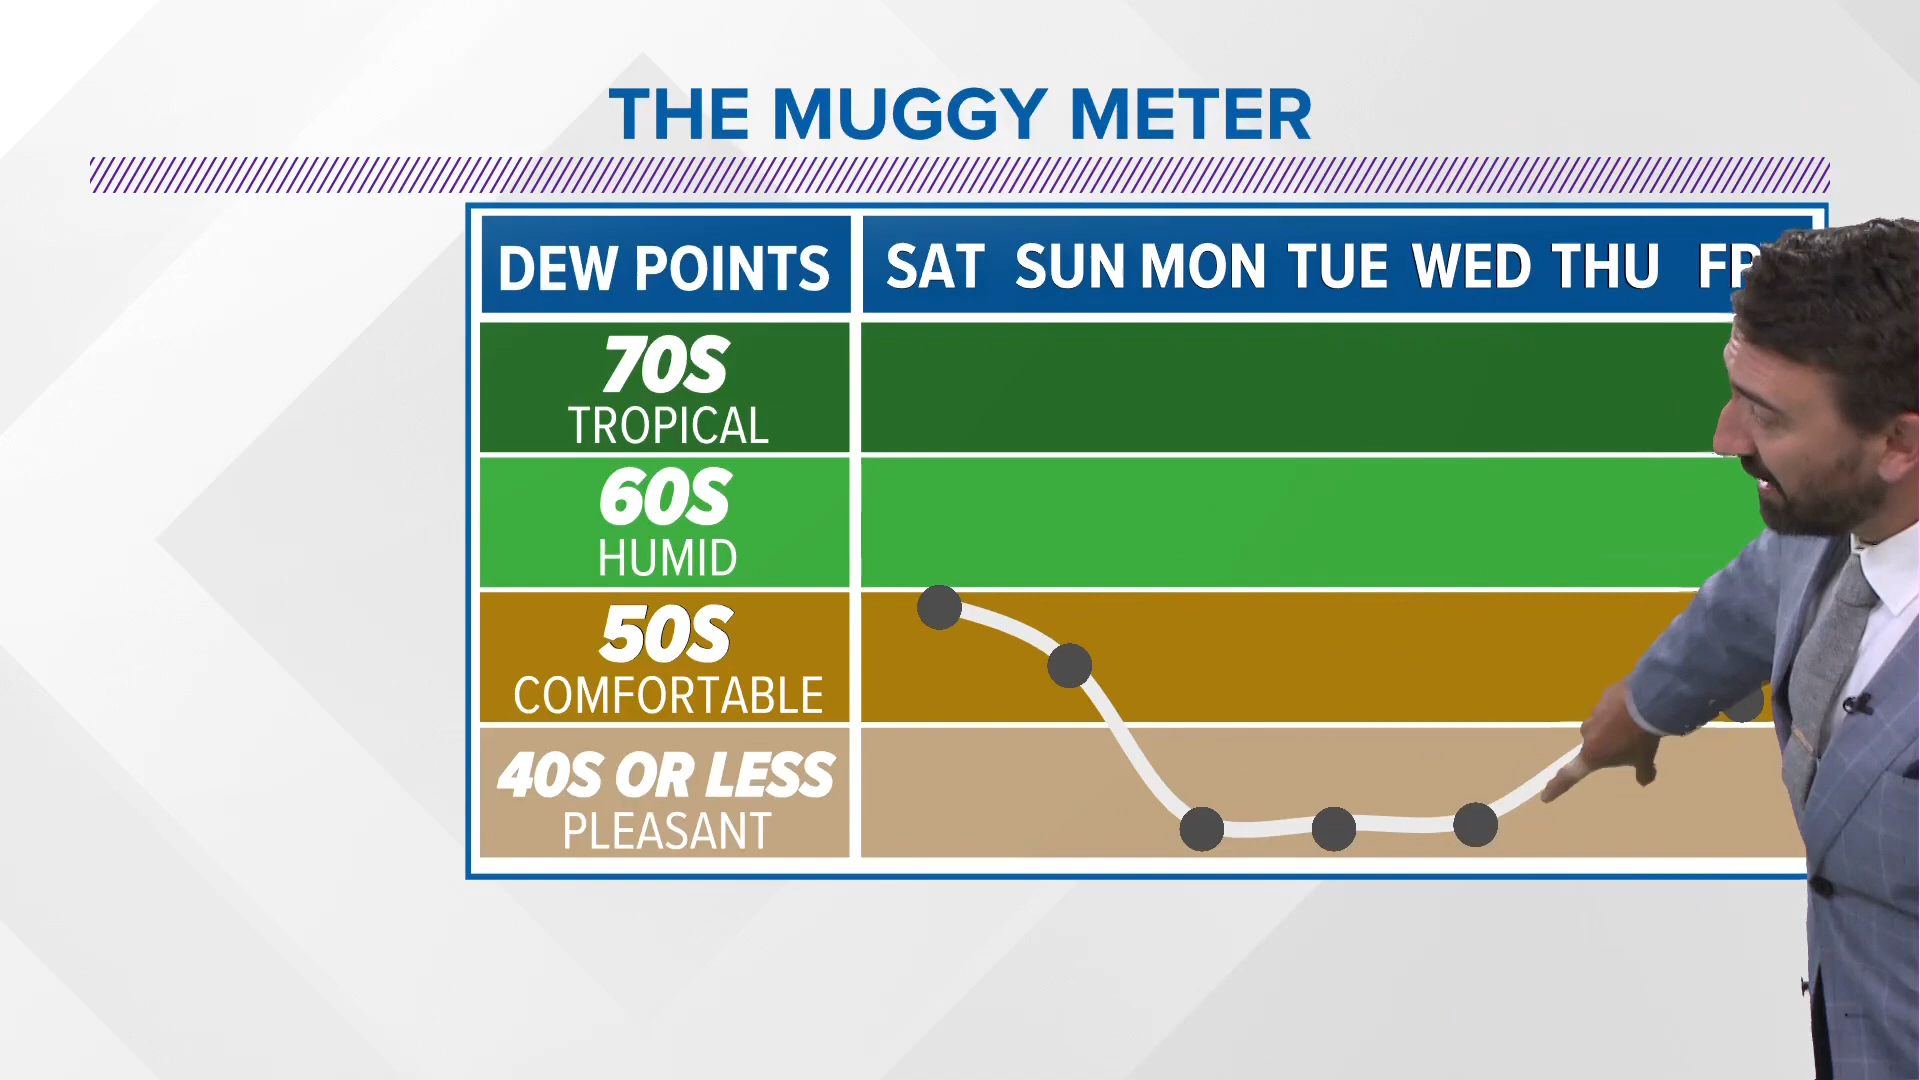 THE MUGGY METER
DEW POINTS SAT SUN MON TUE WED THU
70S
TROPICAL
60S
HUMID
50S
COMFORTABLE
40S OR LESS
PLEASANT